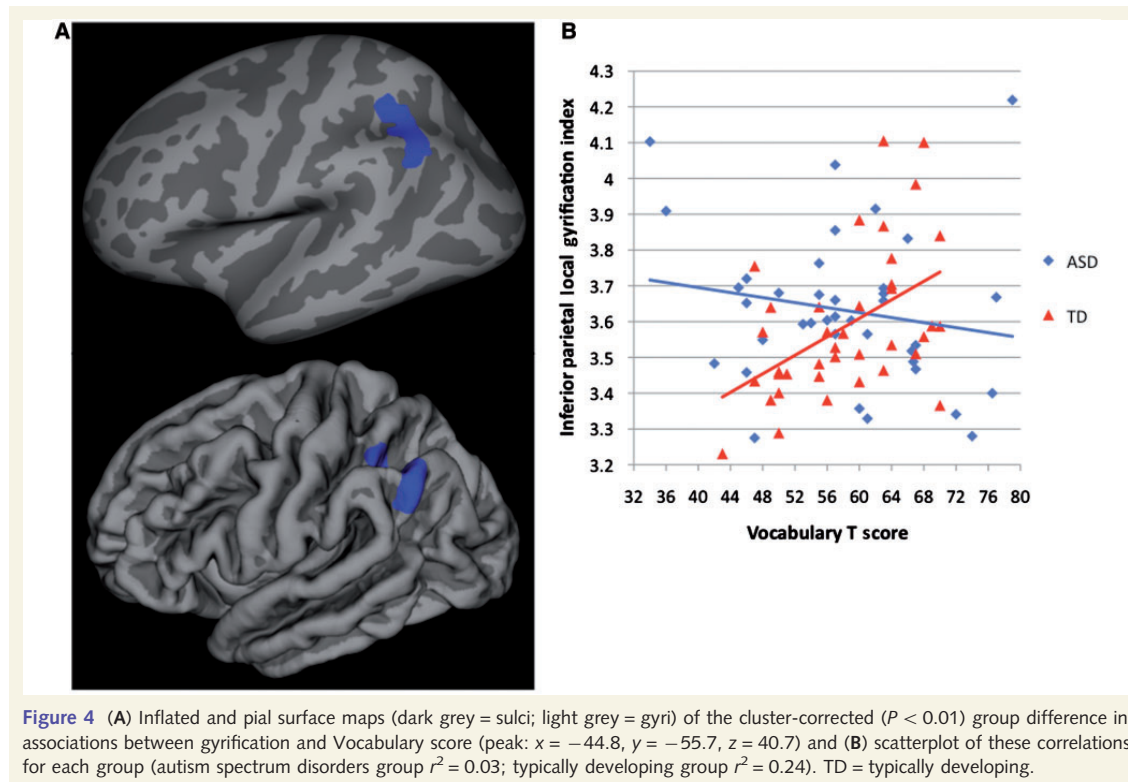 A
B
4.3
4.2
4.1
4
3.9
3.8
3.7
3.6
3.5
3.4
3.3
3.2
Inferior parietal local gyrification index
32 36 40 44 48 52 56 60 64 68 72 76 80
Vocabulary T score
ASD
TD
Figure 4 (A) Inflated and pial surface maps (dark grey = sulci; light grey = gyri) of the cluster-corrected (P < 0.01) group difference in
associations between gyrification and Vocabulary score (peak: x = −44.8, y = −55.7, z = 40.7) and (B) scatterplot of these correlations
for each group (autism spectrum disorders group r² = 0.03; typically developing group r² = 0.24). TD = typically developing.